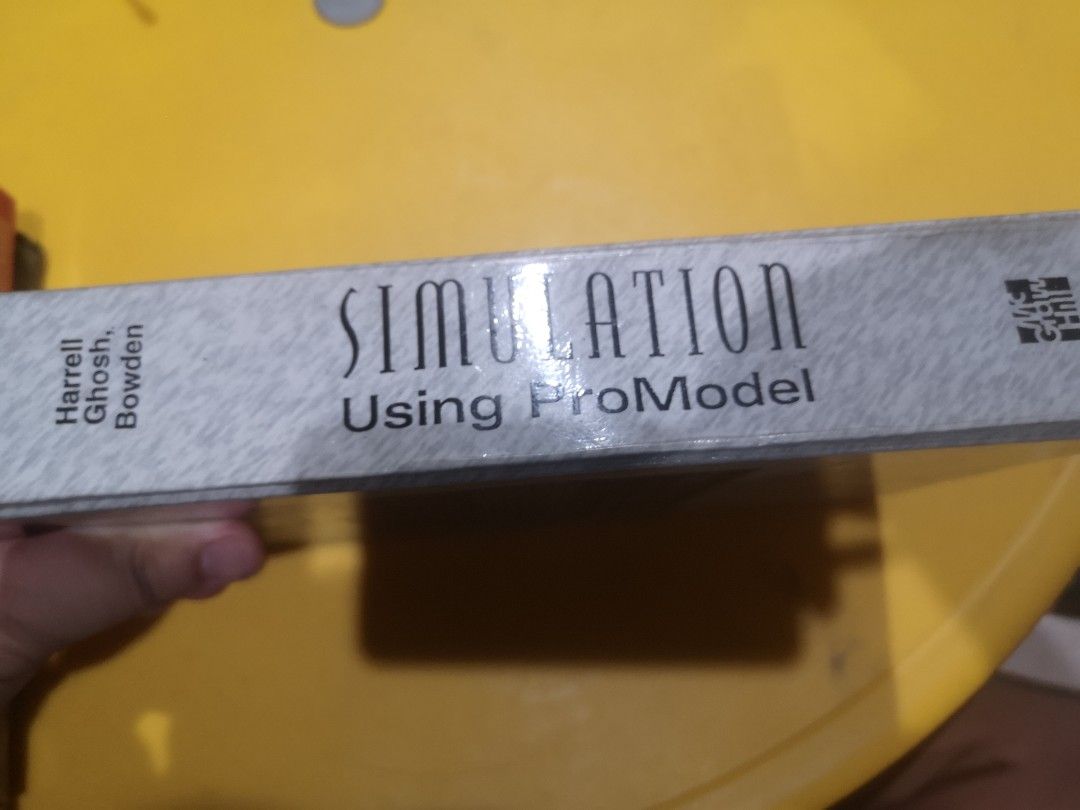 Harrell
Ghosh,
Bowden
SIMULATION
Using ProModel
Mc
Graw
Hill